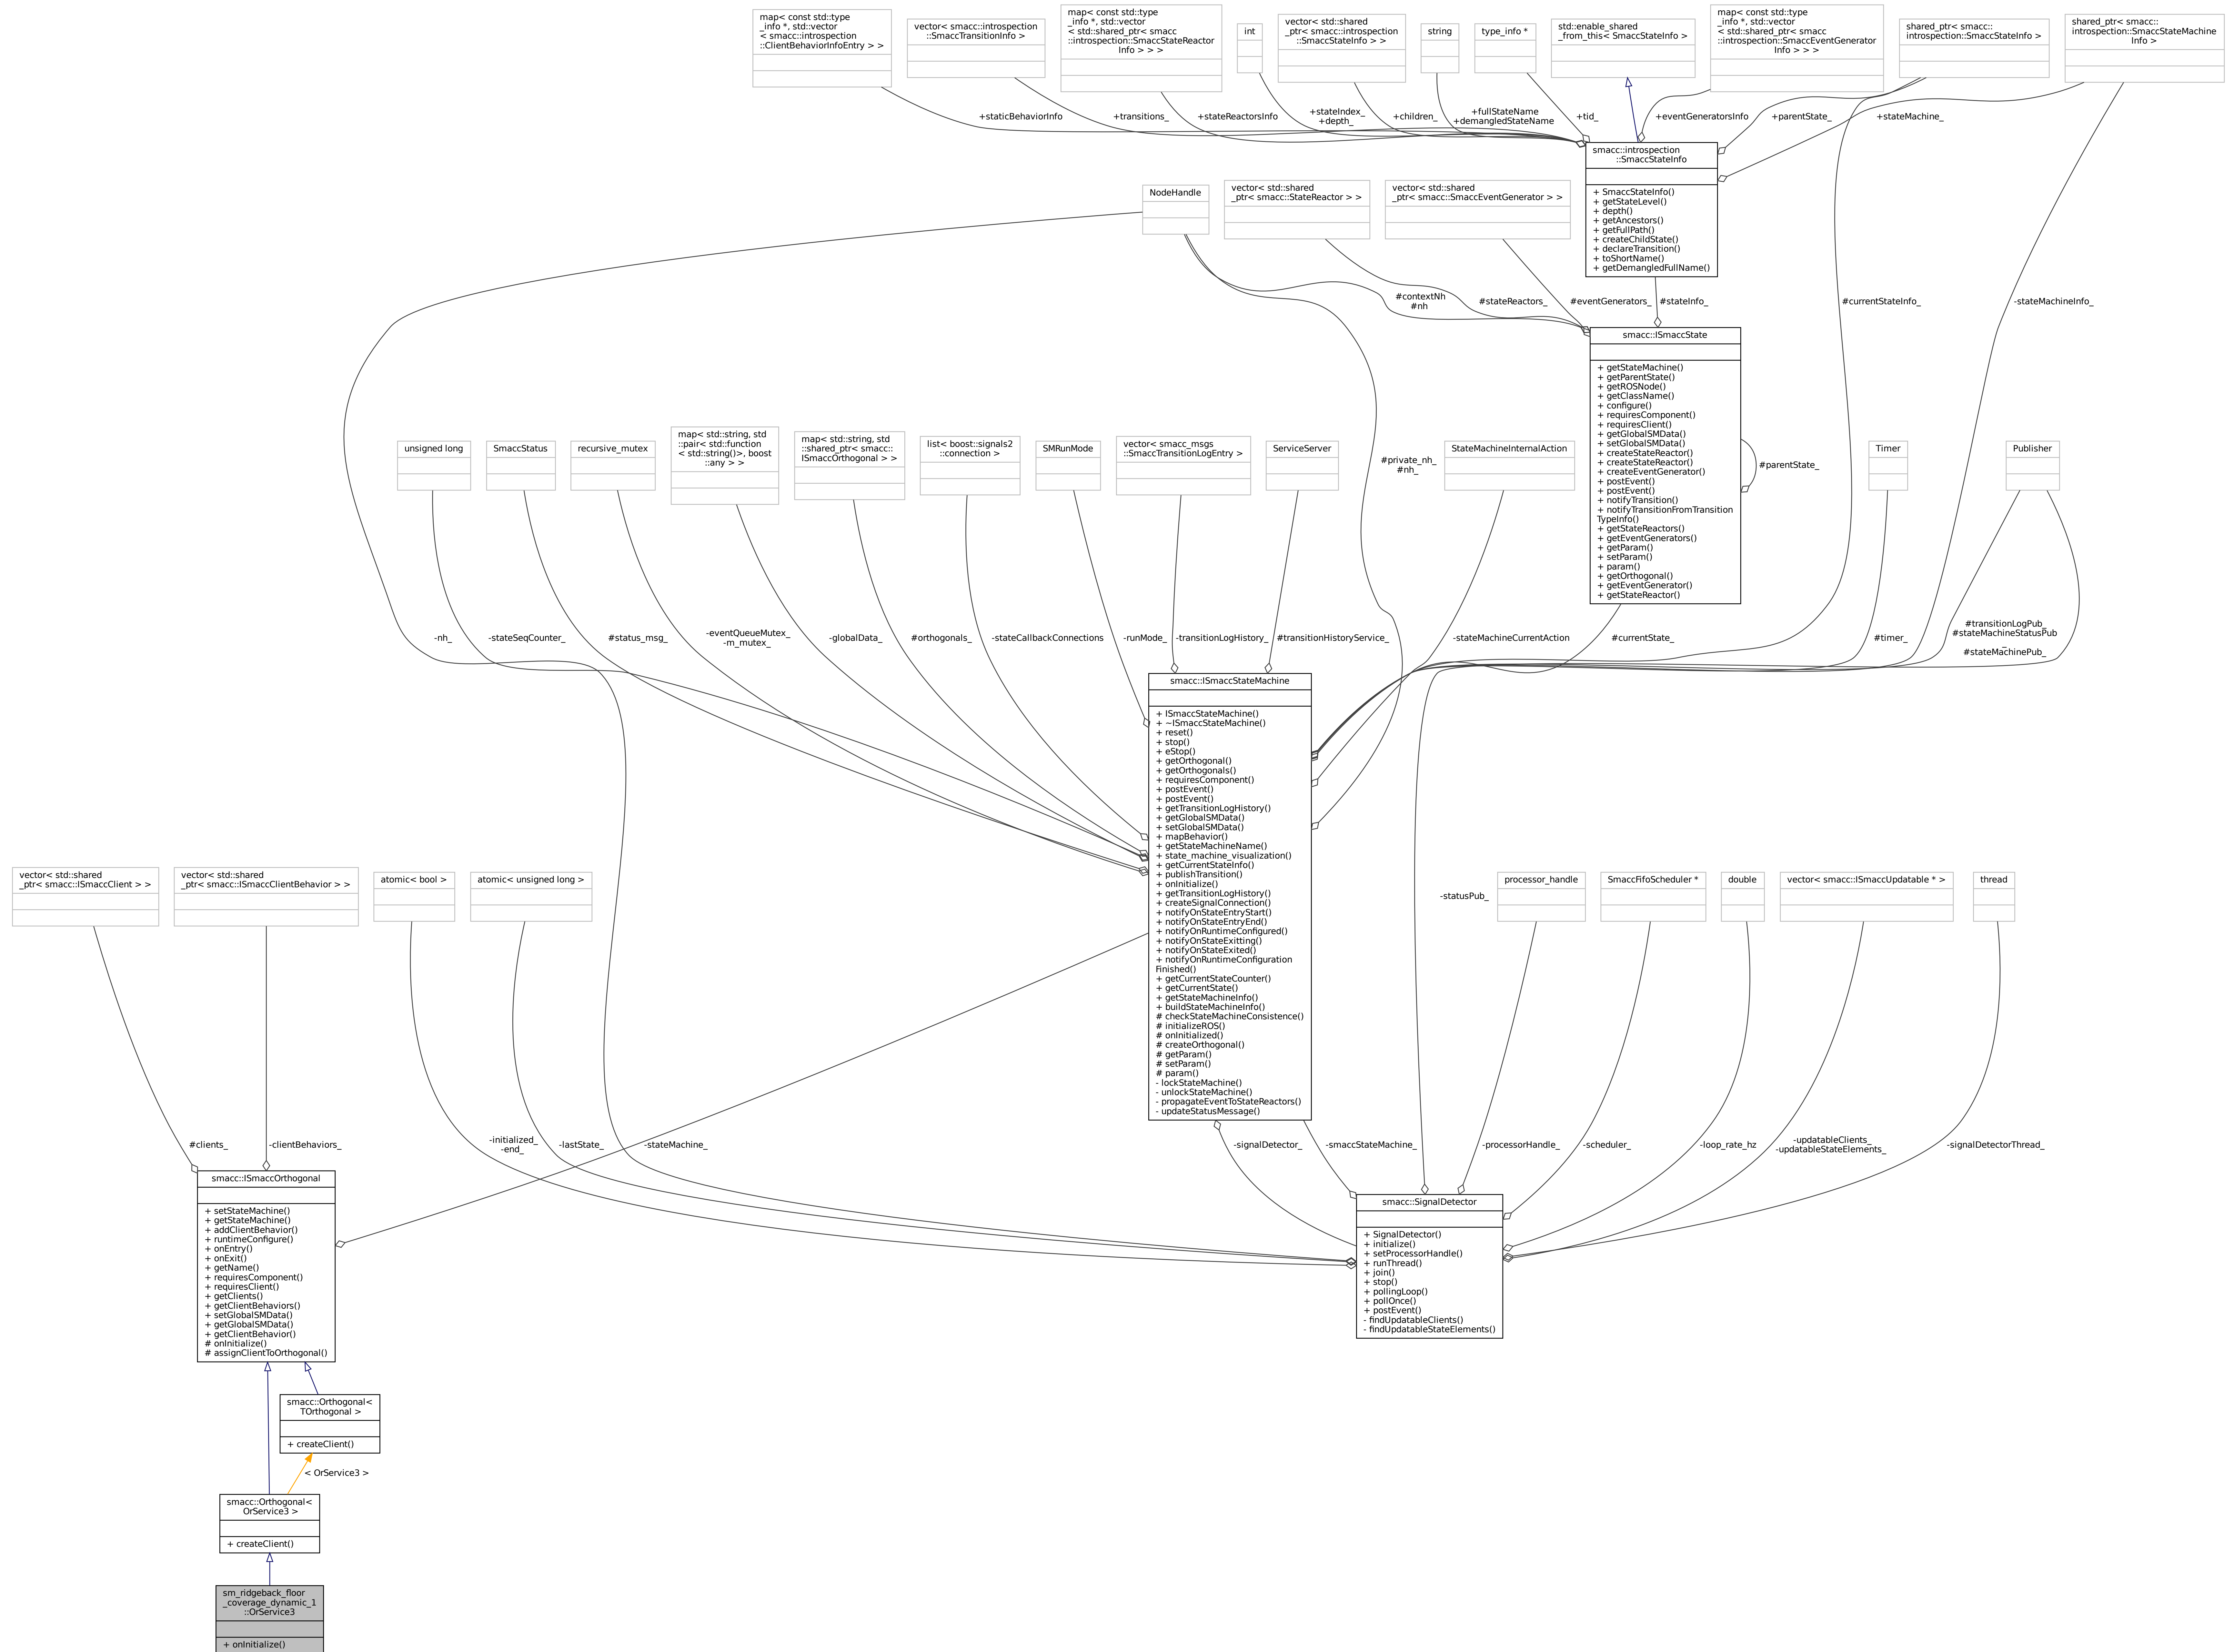 map< const std::type
_info *, std::vector
< smacc::introspection
::ClientBehaviorInfoEntry > >
vector< smacc::introspection
::SmaccTransitionInfo >
map< const std::type
_info *, std::vector
< std::shared_ptr< smacc
::introspection::SmaccStateReactor
Info > > >
int
vector< std::shared
_ptr< smacc::introspection
::SmaccStateInfo > >
string
type_info *
std::enable_shared
_from_this< SmaccStateInfo >
map< const std::type
_info *, std::vector
< std::shared_ptr< smacc
::introspection::SmaccEventGenerator
Info > > >
shared_ptr< smacc::
introspection::SmaccStateInfo >
shared_ptr< smacc::
introspection::SmaccStateMachine
Info >
+staticBehaviorInfo
+transitions_
+stateReactorsInfo
+stateIndex_
+depth_
+children_
+fullStateName
+demangledStateName
+tid_
+eventGeneratorsInfo
+parentState_
+stateMachine_
smacc::introspection
::SmaccStateInfo
+ SmaccStateInfo()
+ getStateLevel()
+ depth()
+ getAncestors()
+ getFullPath()
+ createChildState()
+ declareTransition()
+ toShortName()
+ getDemangledFullName()
NodeHandle
vector< std::shared
_ptr< smacc::StateReactor > >
vector< std::shared
_ptr< smacc::SmaccEventGenerator > >
#contextNh
#nh
#stateReactors_
#eventGenerators_
#stateInfo_
#currentStateInfo_
-stateMachineInfo_
smacc::ISmaccState
+ getStateMachine()
+ getParentState()
+ getROSNode()
+ getClassName()
+ configure()
+ requiresComponent()
+ requiresClient()
+ getGlobalSMData()
+ setGlobalSMData()
+ createStateReactor()
+ createStateReactor()
+ createEventGenerator()
+ postEvent()
+ postEvent()
+ notifyTransition()
+ notifyTransitionFromTransition
TypeInfo()
+ getStateReactors()
+ getEventGenerators()
+ getParam()
+ setParam()
+ param()
+ getOrthogonal()
+ getEventGenerator()
+ getStateReactor()
#parentState_
unsigned long
SmaccStatus
recursive_mutex
map< std::string, std
::pair< std::function
< std::string()>, boost
::any > >
map< std::string, std
::shared_ptr< smacc::
ISmaccOrthogonal > >
list< boost::signals2
::connection >
SMRunMode
vector< smacc_msgs
::SmaccTransitionLogEntry >
ServiceServer
#private_nh_
#nh_
StateMachineInternalAction
Timer
Publisher
-nh_
-stateSeqCounter_
#status_msg_
-eventQueueMutex_
-m_mutex_
-globalData_
#orthogonals_
-stateCallbackConnections
-runMode_
-transitionLogHistory_
#transitionHistoryService_
-stateMachineCurrentAction
#currentState_
#timer_
#transitionLogPub_
#stateMachineStatusPub
_
#stateMachinePub_
smacc::ISmaccStateMachine
+ ISmaccStateMachine()
+ ~ISmaccStateMachine()
+ reset()
+ stop()
+ eStop()
+ getOrthogonal()
+ getOrthogonals()
+ requiresComponent()
+ postEvent()
+ postEvent()
+ getTransitionLogHistory()
+ getGlobalSMData()
+ setGlobalSMData()
+ mapBehavior()
+ getStateMachineName()
+ state_machine_visualization()
+ getCurrentStateInfo()
+ publishTransition()
+ onInitialize()
+ getTransitionLogHistory()
+ createSignalConnection()
+ notifyOnStateEntryStart()
+ notifyOnStateEntryEnd()
+ notifyOnRuntimeConfigured()
+ notifyOnStateExitting()
+ notifyOnStateExited()
+ notifyOnRuntimeConfiguration
Finished()
+ getCurrentStateCounter()
+ getCurrentState()
+ getStateMachineInfo()
+ buildStateMachineInfo()
# checkStateMachineConsistence()
# initializeROS()
# onInitialized()
# createOrthogonal()
# getParam()
# setParam()
# param()
- lockStateMachine()
- unlockStateMachine()
- propagateEventToStateReactors()
- updateStatusMessage()
vector< std::shared
_ptr< smacc::ISmaccClient > >
vector< std::shared
_ptr< smacc::ISmaccClientBehavior > >
atomic< bool >
atomic< unsigned long >
-statusPub_
processor_handle
SmaccFifoScheduler *
double
vector< smacc::ISmaccUpdatable * >
thread
#clients_
-clientBehaviors_
-initialized_
-end_
-lastState_
-stateMachine_
-signalDetector_
-smaccStateMachine_
-processorHandle_
-scheduler_
-loop_rate_hz
-updatableClients_
-updatableStateElements_
-signalDetectorThread_
smacc::ISmaccOrthogonal
+ setStateMachine()
+ getStateMachine()
+ addClientBehavior()
+ runtimeConfigure()
+ onEntry()
+ onExit()
+ getName()
+ requiresComponent()
+ requiresClient()
+ getClients()
+ getClientBehaviors()
+ setGlobalSMData()
+ getGlobalSMData()
+ getClientBehavior()
# onInitialize()
# assignClientToOrthogonal()
smacc::SignalDetector
+ SignalDetector()
+ initialize()
+ setProcessorHandle()
+ runThread()
+ join()
+ stop()
+ pollingLoop()
+ pollOnce()
+ postEvent()
- findUpdatableClients()
- findUpdatableStateElements()
smacc::Orthogonal<
TOrthogonal >
+ createClient()
< OrService3 >
smacc::Orthogonal<
OrService3 >
+ createClient()
sm_ridgeback_floor
_coverage_dynamic_1
::OrService3
+ onInitialize()